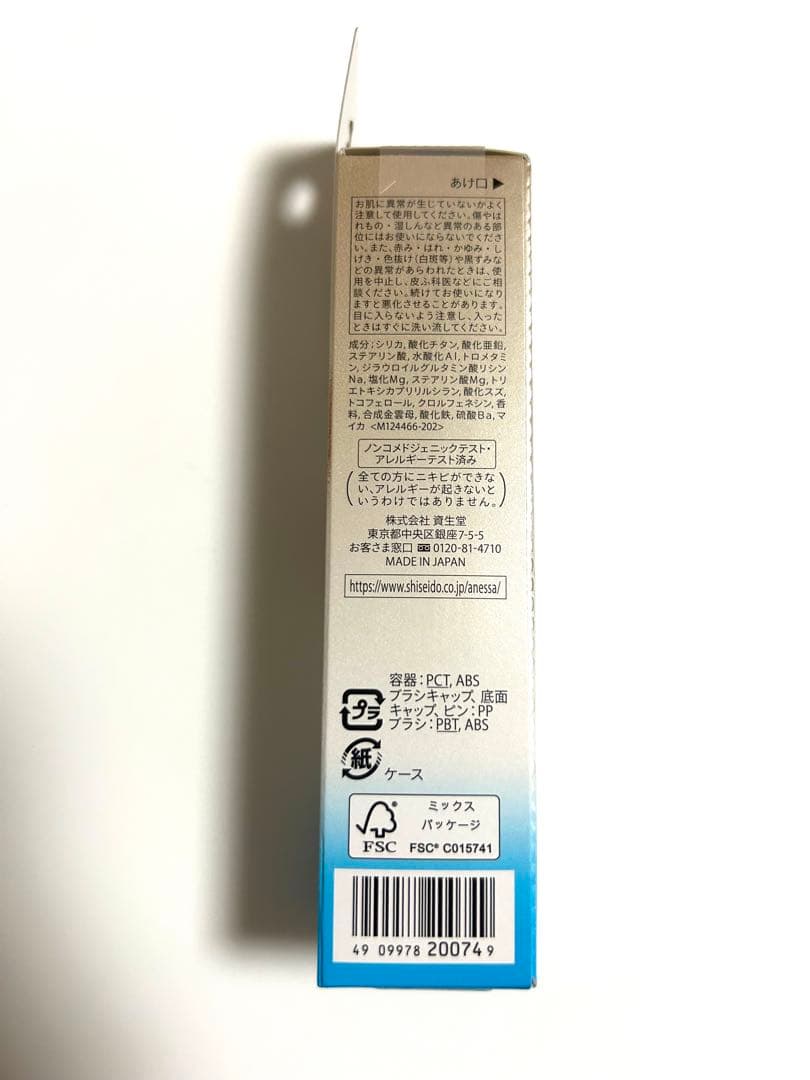 あけ口 ▶
お肌に異常が生じていないかよく
注意して使用してください。傷やは
れもの・湿しんなど異常のある部
位にはお使いにならないでくださ
い。また、赤み・はれ・かゆみ・し
げき・色抜け(白斑等)や黒ずみな
どの異常があらわれたときは、使
用を中止し、皮ふ科医などにご相
談ください。続けてお使いになり
ますと悪化させることがあります。
目に入らないよう注意し、入った
ときはすぐに洗い流してください。
成分:シリカ, 酸化チタン, 酸化亜鉛,
ステアリン酸, 水酸化Al, トロメタミ
ン, ジラウロイルグルタミン酸リシン
Na, 塩化Mg, ステアリン酸Mg, トリ
エトキシカプリリルシラン, 酸化スズ,
トコフェロール, クロルフェネシン, 香
料, 合成金雲母, 酸化鉄, 硫酸Ba, マ
イカ <M124466-202>
ノンコメドジェニックテスト・
アレルギーテスト済み
(全ての方にニキビができな
い、アレルギーが起きないと
いうわけではありません。)
株式会社 資生堂
東京都中央区銀座7-5-5
お客さま窓口 0120-81-4710
MADE IN JAPAN
https://www.shiseido.co.jp/anessa/
容器:PCT, ABS
ブラシキャップ、底面
キャップ、ピン:PP
ブラシ:PBT, ABS
プラ
紙
ケース
ミックス
パッケージ
FSC® C015741
FSC®
4909978200749